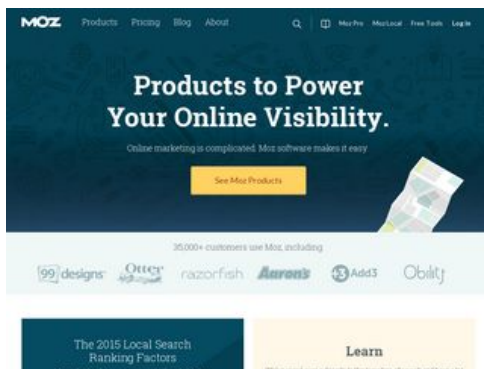 MOZ Products Pricing Blog About Moz Pro Moz Local Free Tools Log in
Products to Power
Your Online Visibility.
Online marketing is complicated. Moz software makes it easy
See Moz Products
35,000+ customers use Moz, including
99designs Otter razorfish Aaron's Add3 Obility
The 2015 Local Search
Ranking Factors
Learn